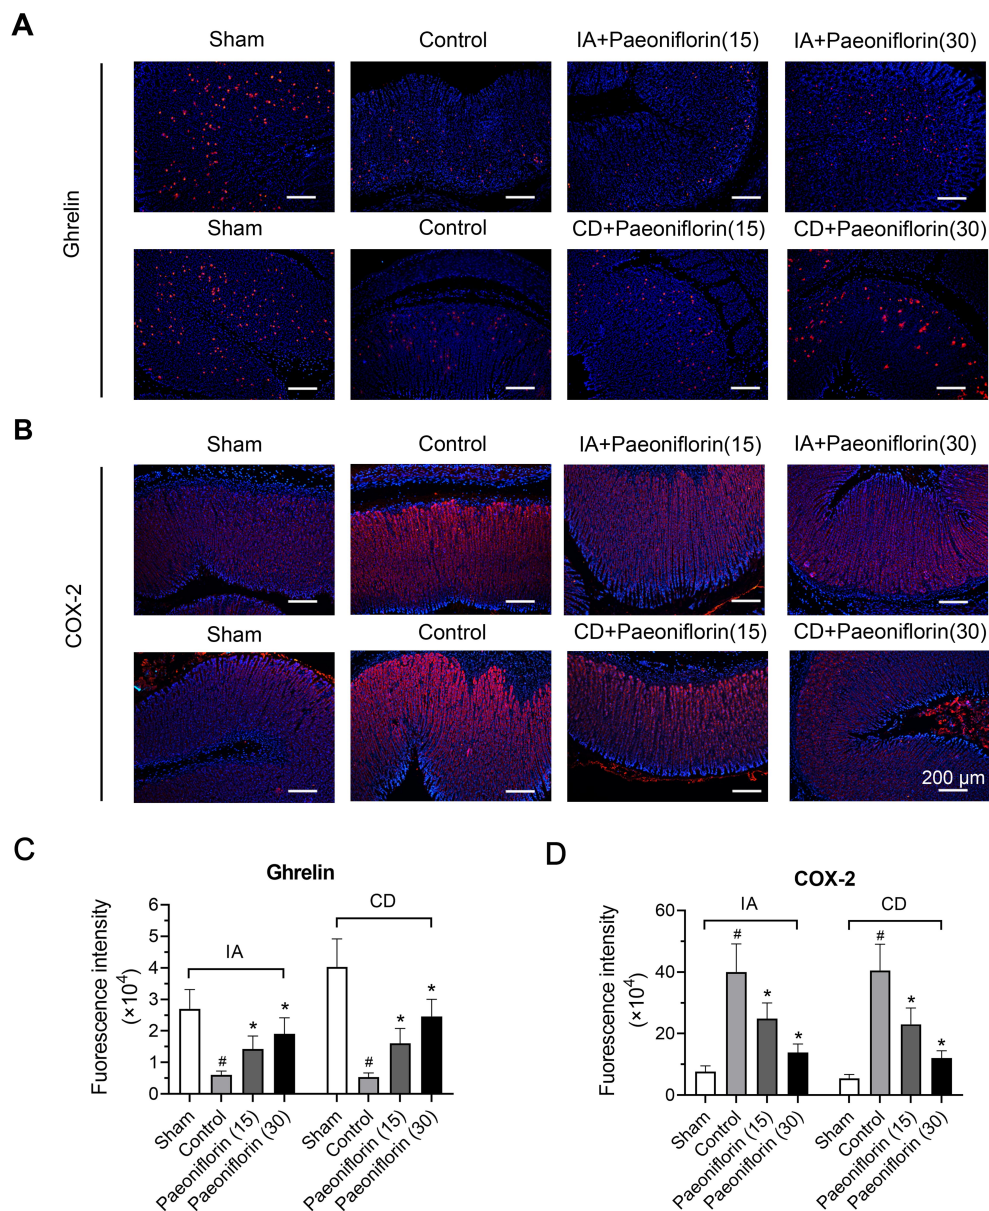 A
Sham Control IA+Paeoniflorin(15) IA+Paeoniflorin(30)
Ghrelin
Sham Control CD+Paeoniflorin(15) CD+Paeoniflorin(30)
B
Sham Control IA+Paeoniflorin(15) IA+Paeoniflorin(30)
COX-2
Sham Control CD+Paeoniflorin(15) CD+Paeoniflorin(30)
200 µm
C
Ghrelin
Fluorescence intensity
(×10⁴)
6
5
4
3
2
1
0
IA
CD
#
*
*
#
*
*
Sham
Control
Paeoniflorin (15)
Paeoniflorin (30)
Sham
Control
Paeoniflorin (15)
Paeoniflorin (30)
D
COX-2
Fluorescence intensity
(×10⁴)
60
40
20
0
IA
CD
#
*
*
#
*
*
Sham
Control
Paeoniflorin (15)
Paeoniflorin (30)
Sham
Control
Paeoniflorin (15)
Paeoniflorin (30)